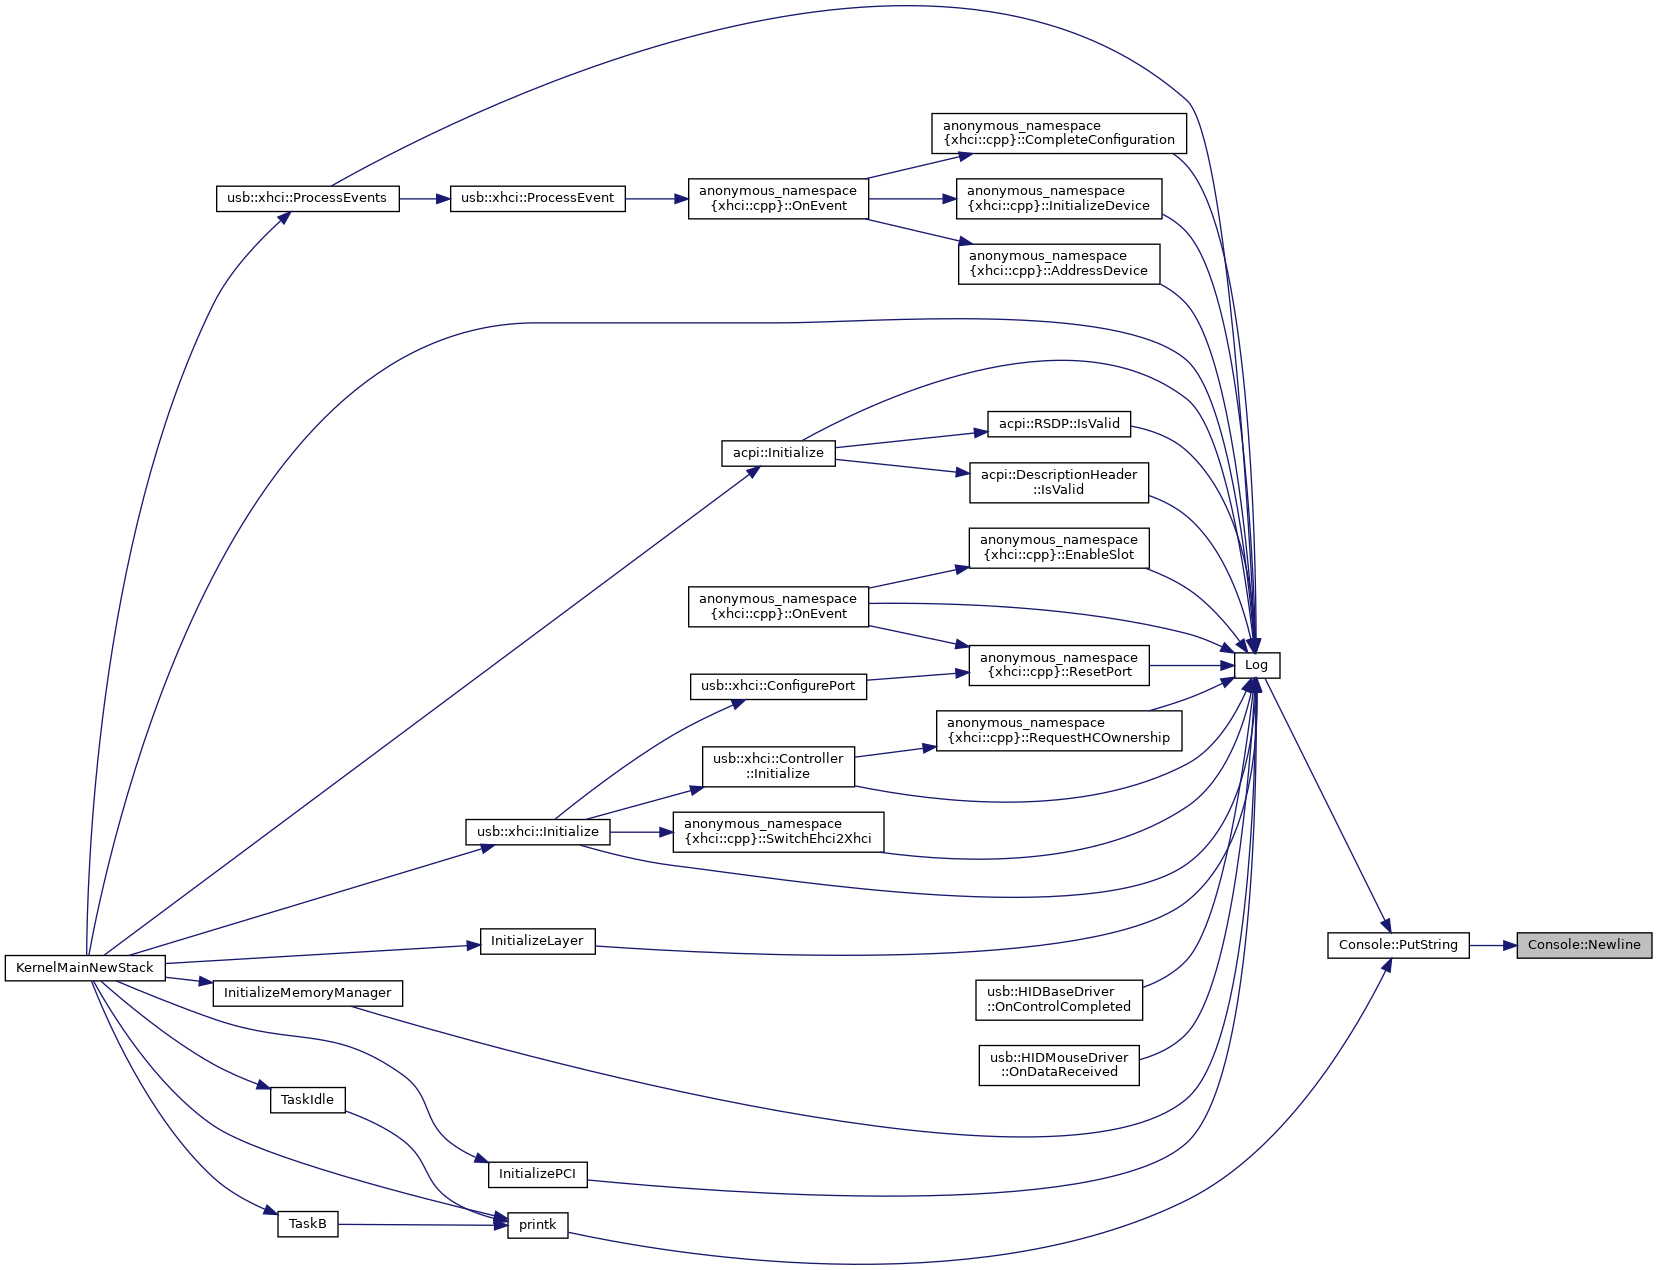 anonymous_namespace
{xhci::cpp}::CompleteConfiguration
usb::xhci::ProcessEvents
usb::xhci::ProcessEvent
anonymous_namespace
{xhci::cpp}::OnEvent
anonymous_namespace
{xhci::cpp}::InitializeDevice
anonymous_namespace
{xhci::cpp}::AddressDevice
acpi::RSDP::IsValid
acpi::Initialize
acpi::DescriptionHeader
::IsValid
anonymous_namespace
{xhci::cpp}::EnableSlot
anonymous_namespace
{xhci::cpp}::OnEvent
anonymous_namespace
{xhci::cpp}::ResetPort
Log
usb::xhci::ConfigurePort
anonymous_namespace
{xhci::cpp}::RequestHCOwnership
usb::xhci::Controller
::Initialize
usb::xhci::Initialize
anonymous_namespace
{xhci::cpp}::SwitchEhci2Xhci
InitializeLayer
Console::PutString
Console::Newline
KernelMainNewStack
InitializeMemoryManager
usb::HIDBaseDriver
::OnControlCompleted
usb::HIDMouseDriver
::OnDataReceived
TaskIdle
InitializePCI
TaskB
printk